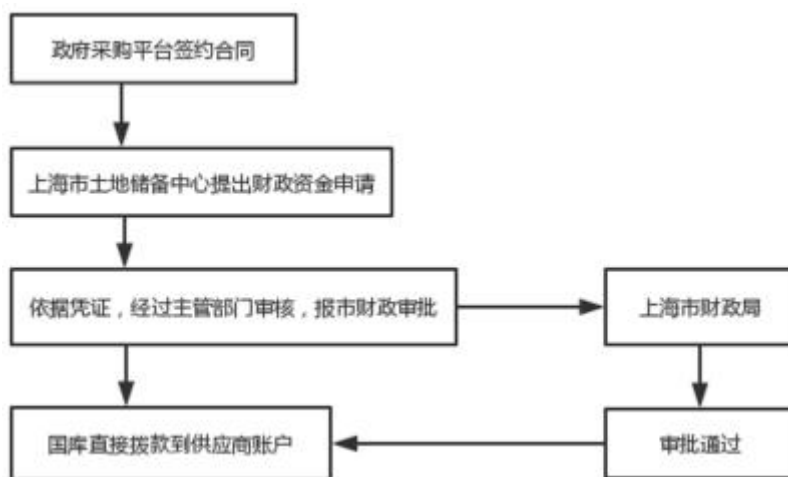 政府采购平台签约合同
上海市土地储备中心提出财政资金申请
依据凭证，经过主管部门审核，报市财政审批
上海市财政局
国库直接拨款到供应商账户
审批通过